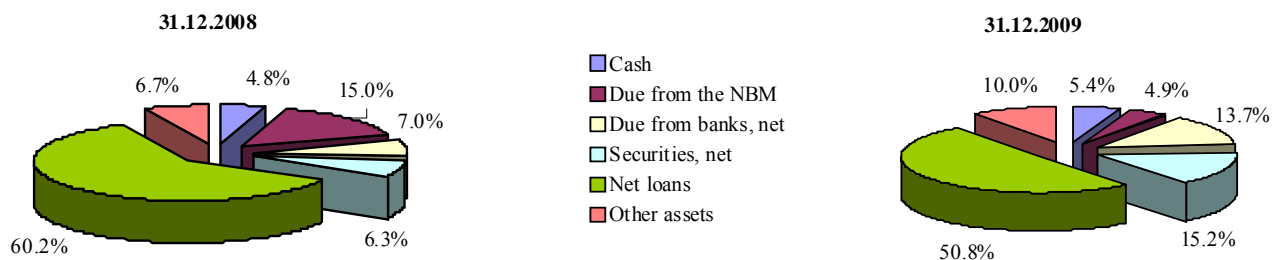 31.12.2008
6.7%
4.8%
15.0%
7.0%
60.2%
6.3%
Cash
Due from the NBM
Due from banks, net
Securities, net
Net loans
Other assets
31.12.2009
10.0%
5.4%
4.9%
13.7%
50.8%
15.2%